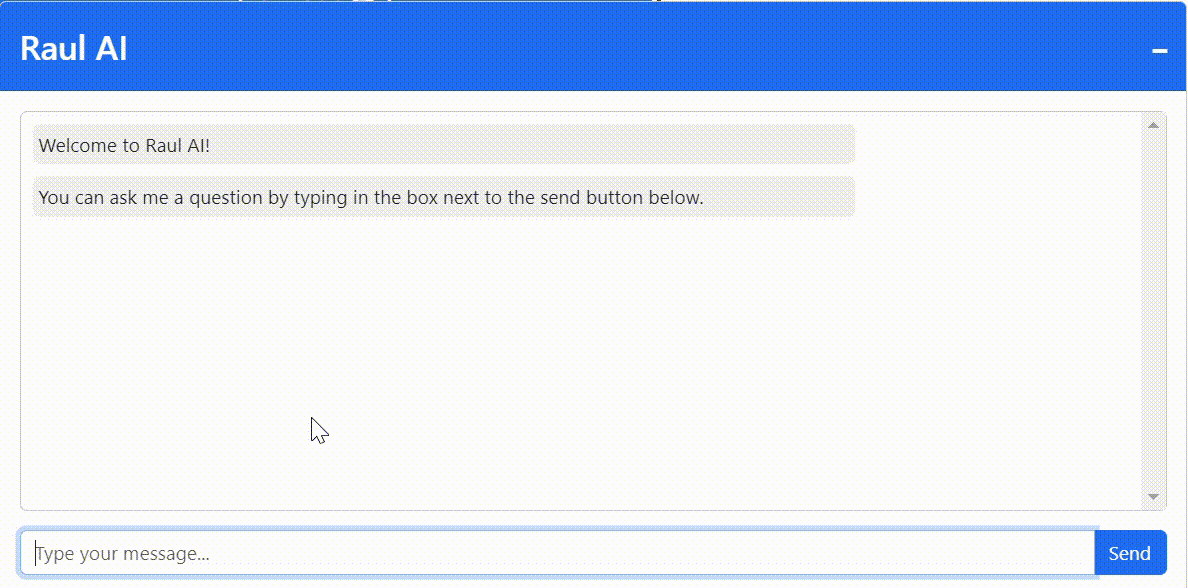 Raul AI
Welcome to Raul AI!
You can ask me a question by typing in the box next to the send button below.
Type your message...
Send